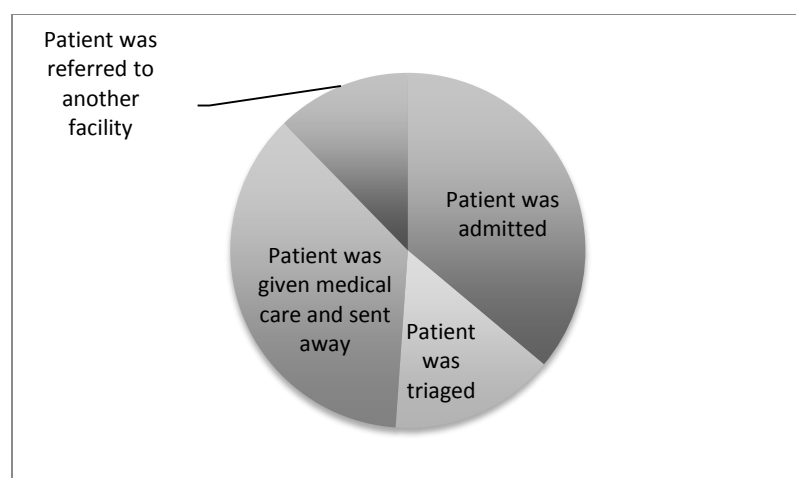 Patient was
referred to
another
facility
Patient was
admitted
Patient was
given medical
care and sent
away
Patient
was
triaged